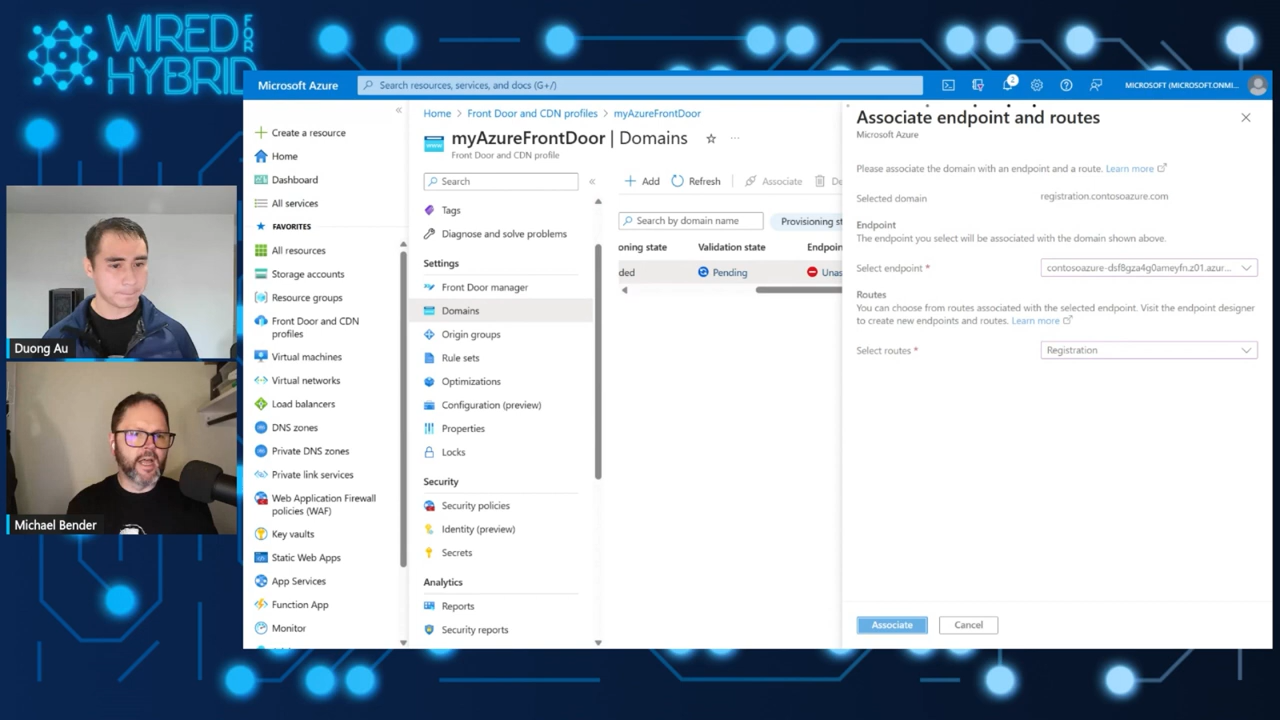 WIRED FOR
HYBRID
Microsoft Azure
Search resources, services, and docs (G+/)
2
MICROSOFT (MICROSOFT.ONMI...
Create a resource
Home
Dashboard
All services
FAVORITES
All resources
Storage accounts
Resource groups
Front Door and CDN
profiles
Virtual machines
Virtual networks
Load balancers
DNS zones
Private DNS zones
Private link services
Web Application Firewall
policies (WAF)
Key vaults
Static Web Apps
App Services
Function App
Monitor
Home > Front Door and CDN profiles > myAzureFrontDoor
myAzureFrontDoor | Domains
Front Door and CDN profile
Search
Tags
Diagnose and solve problems
Settings
Front Door manager
Domains
Origin groups
Rule sets
Optimizations
Configuration (preview)
Properties
Locks
Security
Security policies
Identity (preview)
Secrets
Analytics
Reports
Security reports
Add Refresh Associate De
Search by domain name Provisioning st
oning state Validation state Endpoin
ded Pending Unas
Associate endpoint and routes
Microsoft Azure
Please associate the domain with an endpoint and a route. Learn more
Selected domain registration.contosoazure.com
Endpoint
The endpoint you select will be associated with the domain shown above.
Select endpoint * contosoazure-dsf8gza4g0ameyfn.z01.azur...
Routes
You can choose from routes associated with the selected endpoint. Visit the endpoint designer
to create new endpoints and routes. Learn more
Select routes * Registration
Associate Cancel
Duong Au
Michael Bender